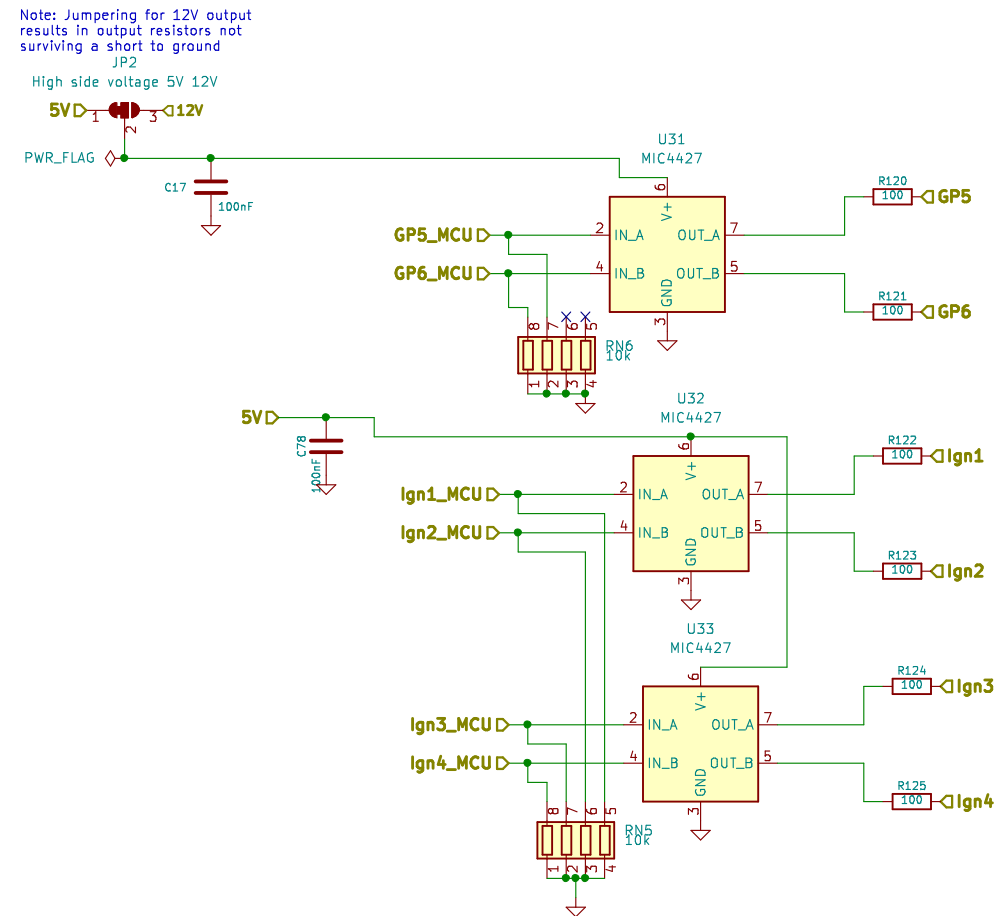 Note: Jumpering for 12V output
results in output resistors not
surviving a short to ground
JP2
High side voltage 5V 12V
5V 1 3 12V
2
PWR_FLAG
C17
100nF
U31
MIC4427
6
V+
GP5_MCU 2 IN_A OUT_A 7
GP6_MCU 4 IN_B OUT_B 5
GND
3
R120
100 GP5
R121
100 GP6
8 7 6 5
RN6
10k
1 2 3 4
5V
C78
100nF
U32
MIC4427
6
V+
Ign1_MCU 2 IN_A OUT_A 7
Ign2_MCU 4 IN_B OUT_B 5
GND
3
R122
100 Ign1
R123
100 Ign2
U33
MIC4427
6
V+
Ign3_MCU 2 IN_A OUT_A 7
Ign4_MCU 4 IN_B OUT_B 5
GND
3
R124
100 Ign3
R125
100 Ign4
8 7 6 5
RN5
10k
1 2 3 4